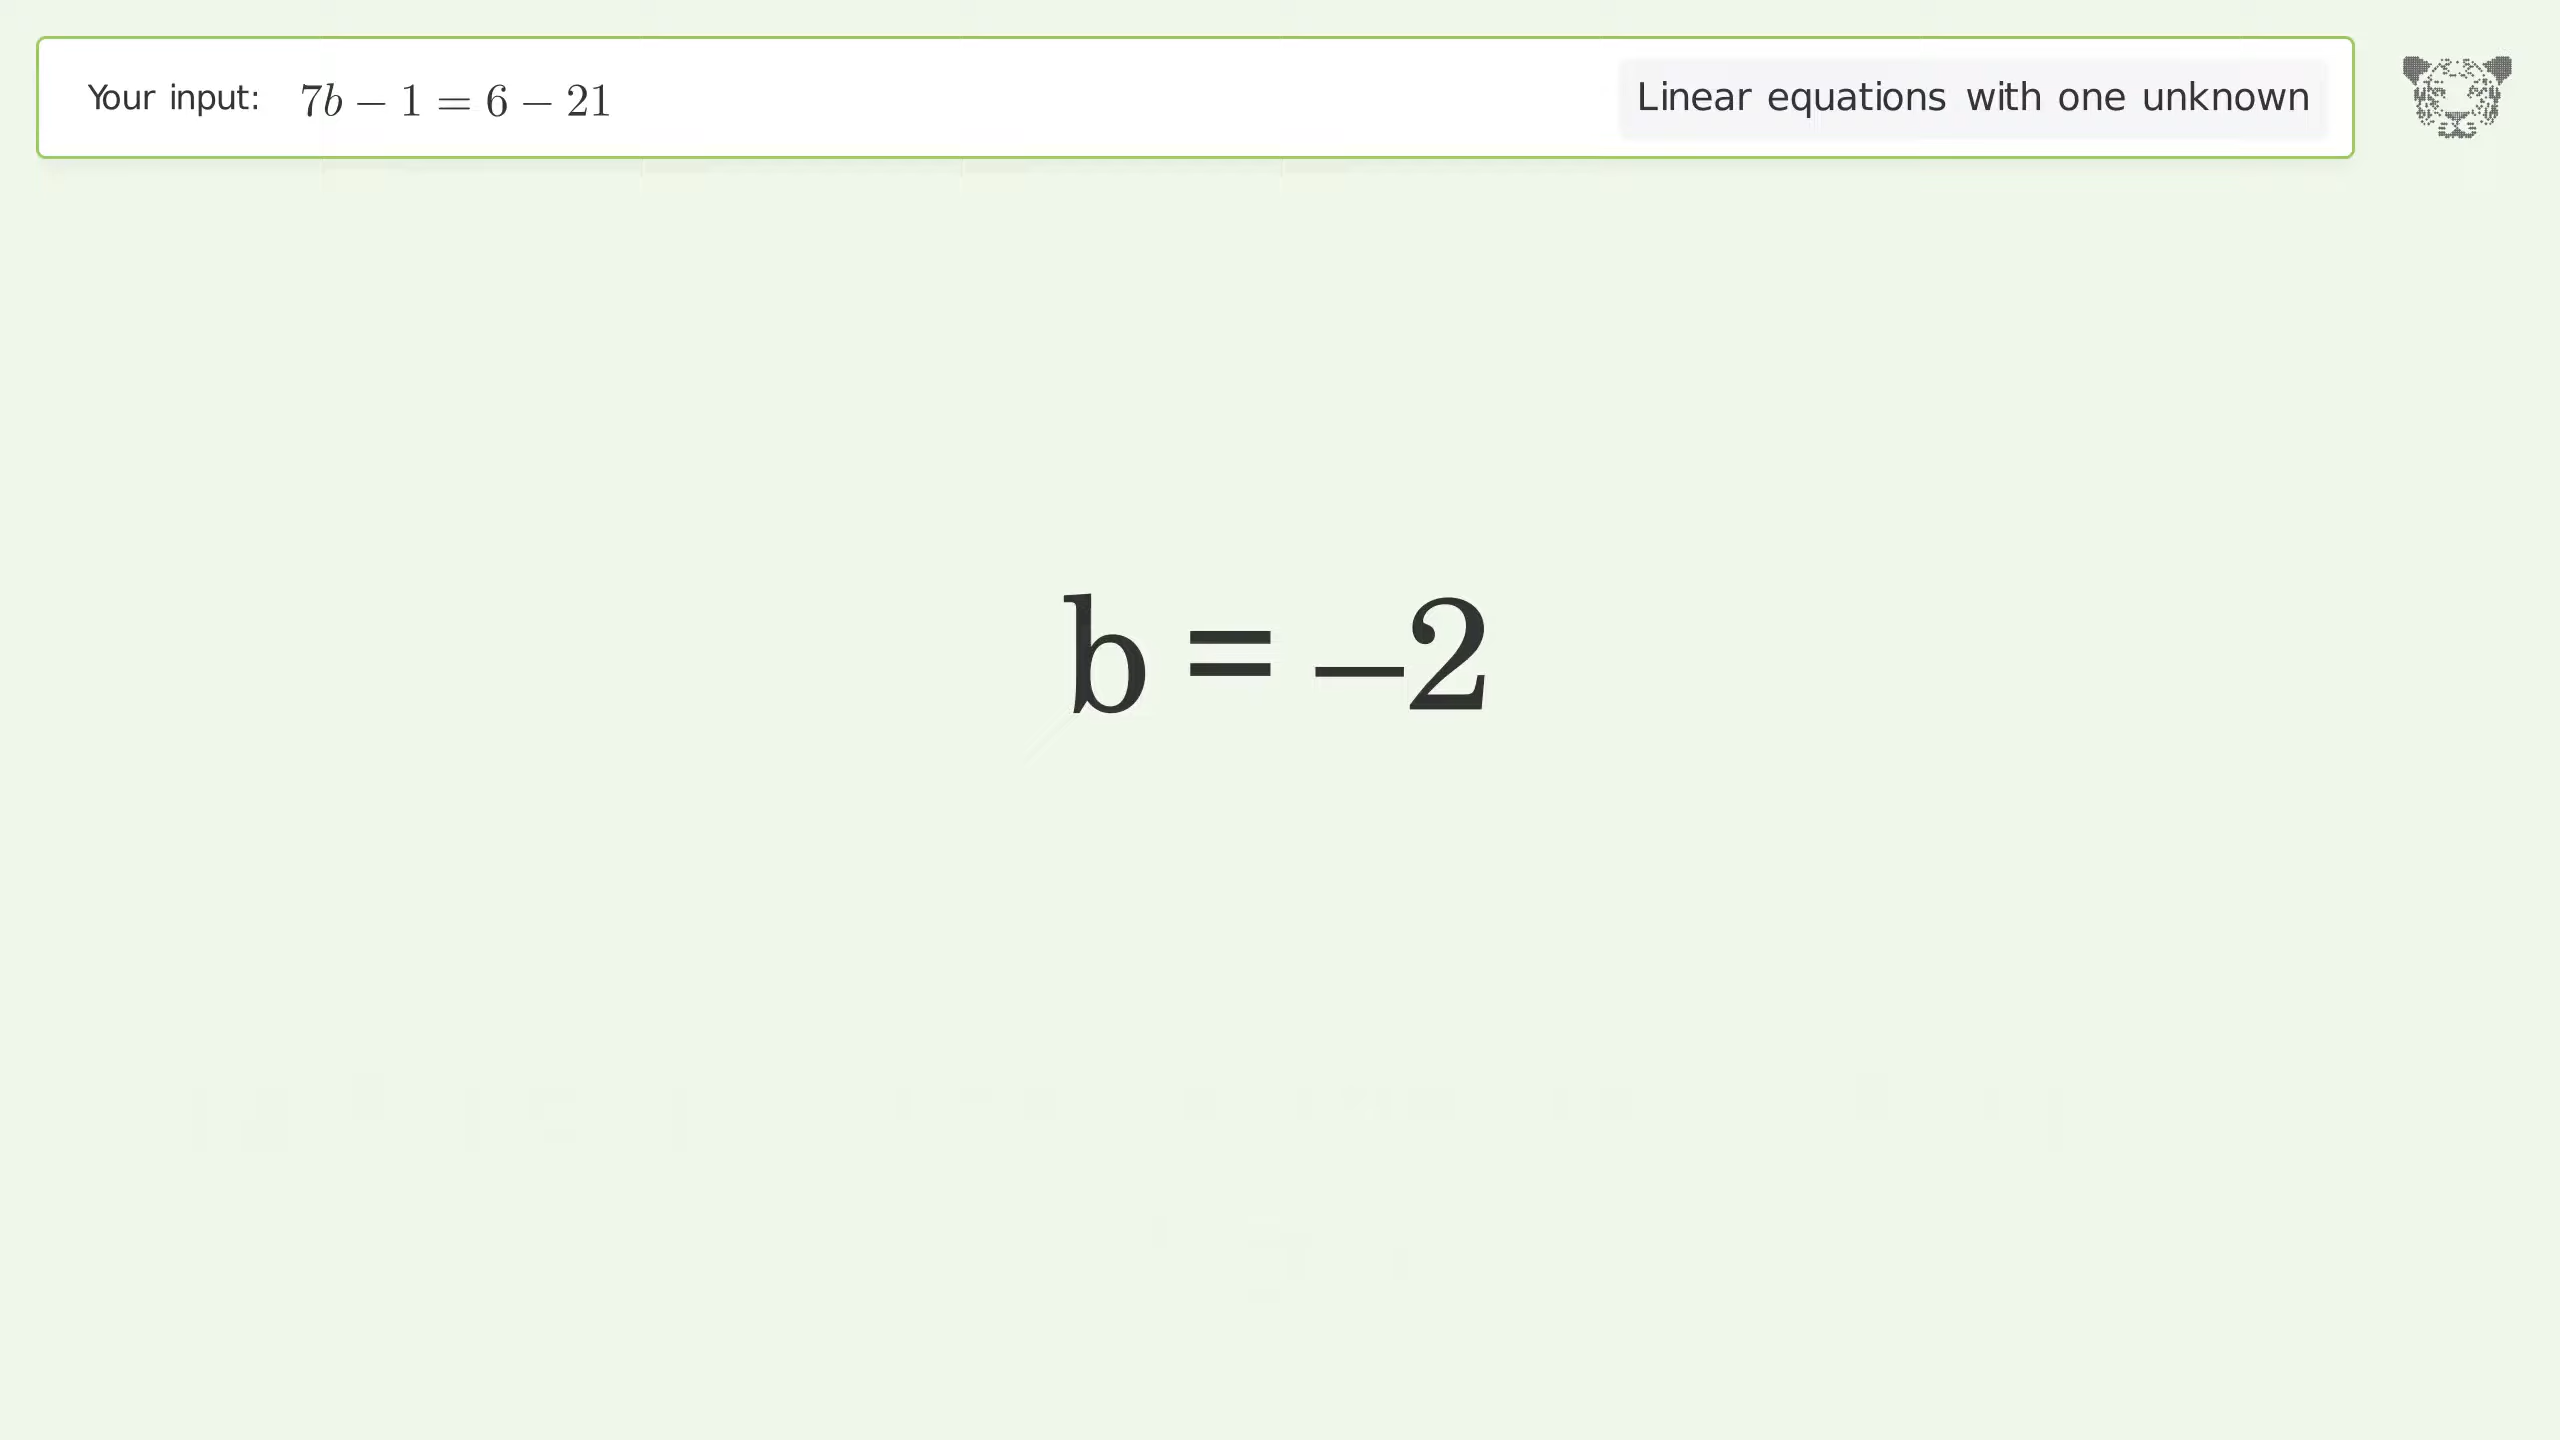 Your input: 7b − 1 = 6 − 21
Linear equations with one unknown
b = −2